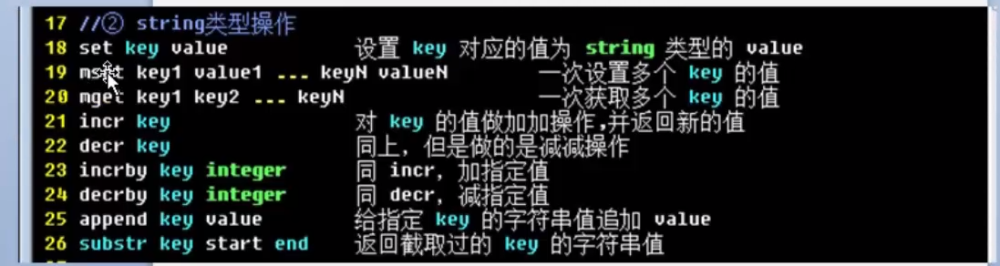 17 //② string类型操作
18 set key value 设置 key 对应的值为 string 类型的 value
19 mset key1 value1 ... keyN valueN 一次设置多个 key 的值
20 mget key1 key2 ... keyN 一次获取多个 key 的值
21 incr key 对 key 的值做加加操作,并返回新的值
22 decr key 同上, 但是做的是减减操作
23 incrby key integer 同 incr, 加指定值
24 decrby key integer 同 decr, 减指定值
25 append key value 给指定 key 的字符串值追加 value
26 substr key start end 返回截取过的 key 的字符串值